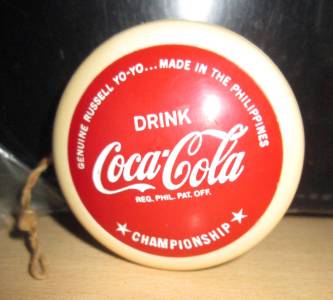 GENUINE RUSSELL YO-YO... MADE IN THE PHILIPPINES
DRINK
Coca-Cola
REG. PHIL. PAT. OFF.
CHAMPIONSHIP